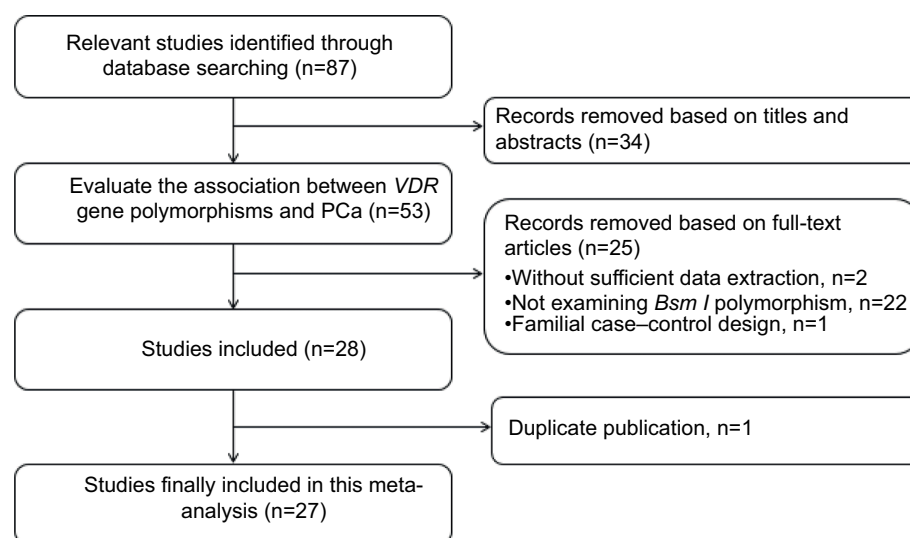 Relevant studies identified through
database searching (n=87)
Records removed based on titles and
abstracts (n=34)
Evaluate the association between VDR
gene polymorphisms and PCa (n=53)
Records removed based on full-text
articles (n=25)
•Without sufficient data extraction, n=2
•Not examining Bsm I polymorphism, n=22
•Familial case–control design, n=1
Studies included (n=28)
Duplicate publication, n=1
Studies finally included in this meta-
analysis (n=27)